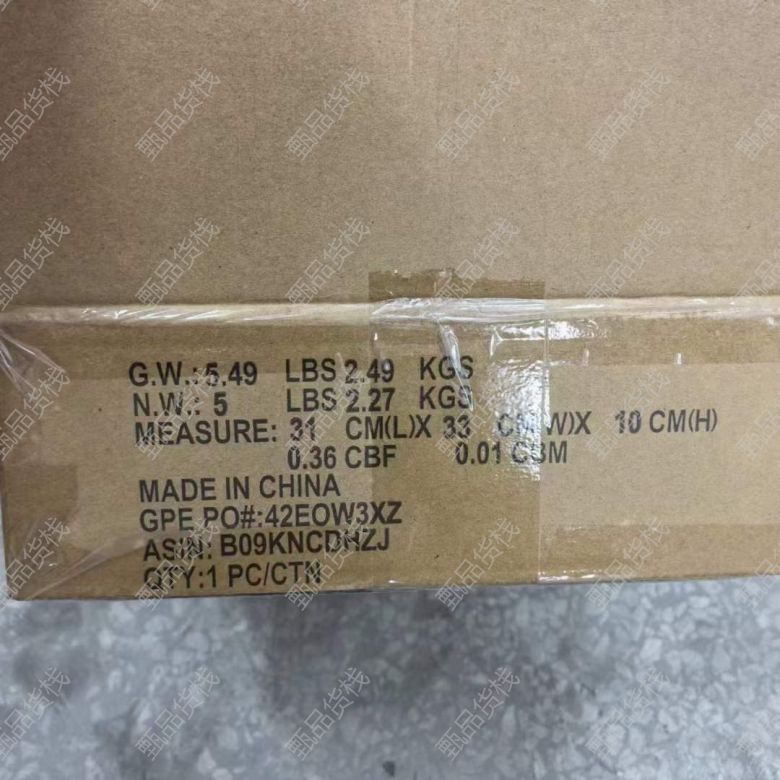 G.W.: 5.49 LBS 2.49 KGS
N.W.: 5 LBS 2.27 KGS
MEASURE: 31 CM(L)X 33 CM(W)X 10 CM(H)
0.36 CBF 0.01 CBM
MADE IN CHINA
GPE PO#:42EOW3XZ
ASIN: B09KNCDHZJ
QTY:1 PC/CTN
甄品货栈